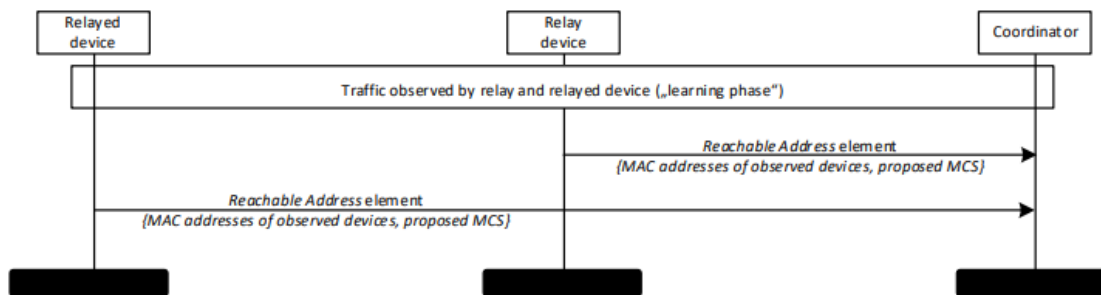 Relayed
device
Relay
device
Coordinator
Traffic observed by relay and relayed device („learning phase“)
Reachable Address element
{MAC addresses of observed devices, proposed MCS}
Reachable Address element
{MAC addresses of observed devices, proposed MCS}